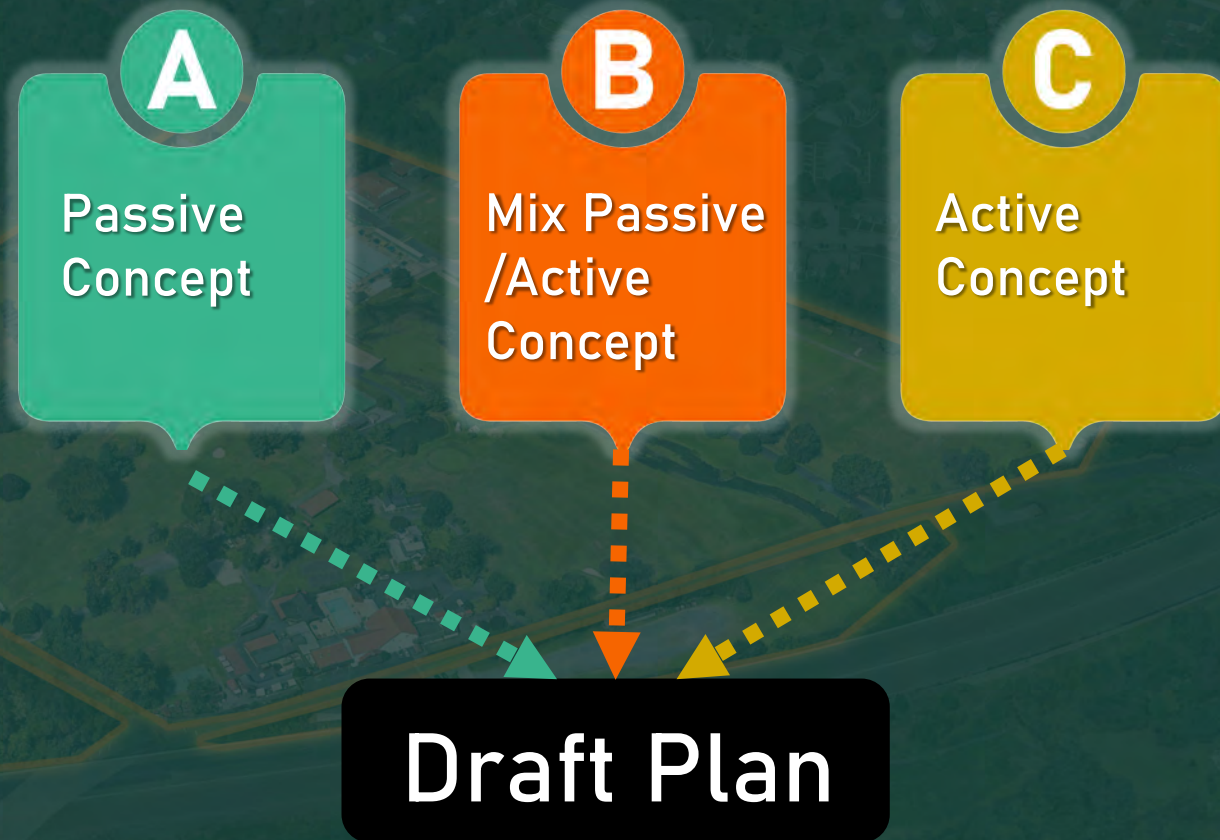 A
Passive
Concept
B
Mix Passive
/Active
Concept
C
Active
Concept
Draft Plan